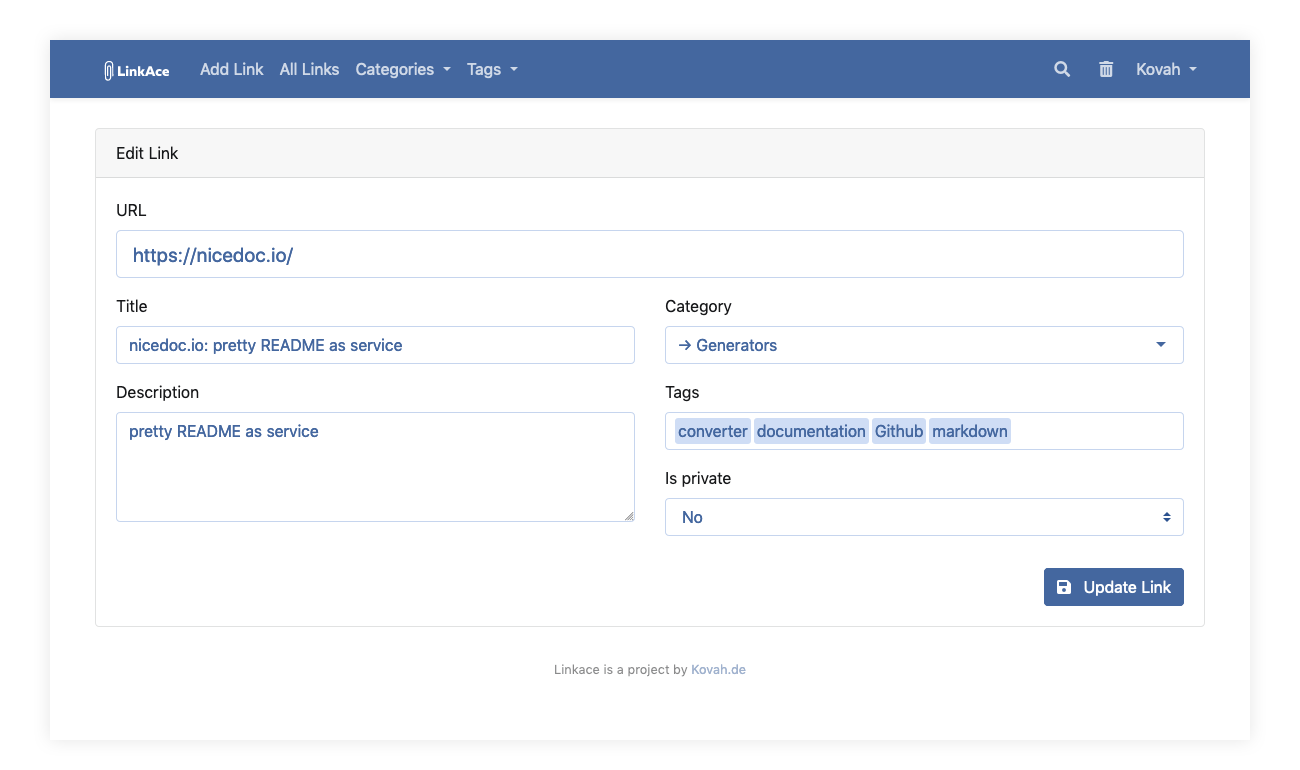 LinkAce Add Link All Links Categories Tags Kovah
Edit Link
URL
https://nicedoc.io/
Title
nicedoc.io: pretty README as service
Category
→ Generators
Description
pretty README as service
Tags
converter documentation Github markdown
Is private
No
Update Link
Linkace is a project by Kovah.de